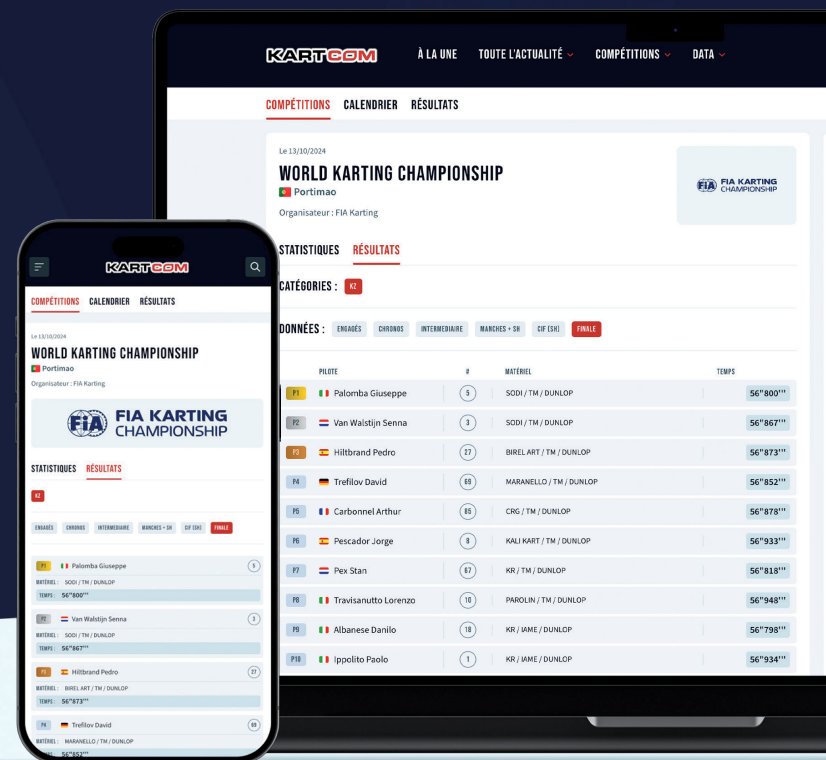 KARTCOM À LA UNE TOUTE L'ACTUALITÉ COMPÉTITIONS DATA
COMPÉTITIONS CALENDRIER RÉSULTATS
Le 13/10/2024
WORLD KARTING CHAMPIONSHIP
Portimao
Organisateur : FIA Karting
FIA FIA KARTING
CHAMPIONSHIP
STATISTIQUES RÉSULTATS
CATÉGORIES : KZ
DONNÉES : ENGAGÉS CHRONOS INTERMEDIAIRE MANCHES + SH CIF (SH) FINALE
PILOTE # MATÉRIEL TEMPS
P1 Palomba Giuseppe 5 SODI / TM / DUNLOP 56"800'''
P2 Van Walstijn Senna 3 SODI / TM / DUNLOP 56"867'''
P3 Hiltbrand Pedro 27 BIREL ART / TM / DUNLOP 56"873'''
P4 Trefilov David 69 MARANELLO / TM / DUNLOP 56"852'''
P5 Carbonnel Arthur 85 CRG / TM / DUNLOP 56"878'''
P6 Pescador Jorge 8 KALI KART / TM / DUNLOP 56"933'''
P7 Pex Stan 67 KR / TM / DUNLOP 56"818'''
P8 Travisanutto Lorenzo 10 PAROLIN / TM / DUNLOP 56"948'''
P9 Albanese Danilo 18 KR / IAME / DUNLOP 56"798'''
P10 Ippolito Paolo 1 KR / IAME / DUNLOP 56"934'''
KARTCOM
COMPÉTITIONS CALENDRIER RÉSULTATS
Le 13/10/2024
WORLD KARTING CHAMPIONSHIP
Portimao
Organisateur : FIA Karting
FIA FIA KARTING
CHAMPIONSHIP
STATISTIQUES RÉSULTATS
KZ
ENGAGÉS CHRONOS INTERMEDIAIRE MANCHES + SH CIF (SH) FINALE
P1 Palomba Giuseppe 5
MATÉRIEL : SODI / TM / DUNLOP
TEMPS : 56"800'''
P2 Van Walstijn Senna 3
MATÉRIEL : SODI / TM / DUNLOP
TEMPS : 56"867'''
P3 Hiltbrand Pedro 27
MATÉRIEL : BIREL ART / TM / DUNLOP
TEMPS : 56"873'''
P4 Trefilov David 69
MATÉRIEL : MARANELLO / TM / DUNLOP
56"852'''